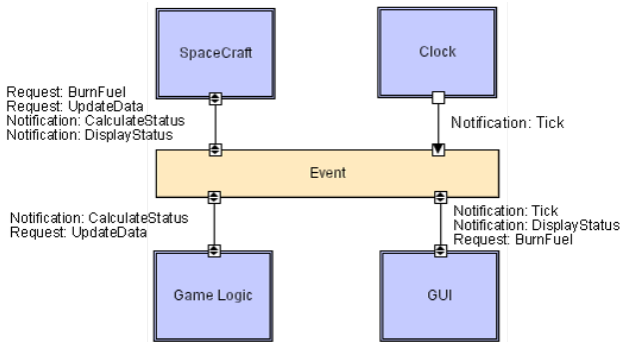 SpaceCraft
Clock
Request: BurnFuel
Request: UpdateData
Notification: CalculateStatus
Notification: DisplayStatus
Notification: Tick
Event
Notification: CalculateStatus
Request: UpdateData
Notification: Tick
Notification: DisplayStatus
Request: BurnFuel
Game Logic
GUI